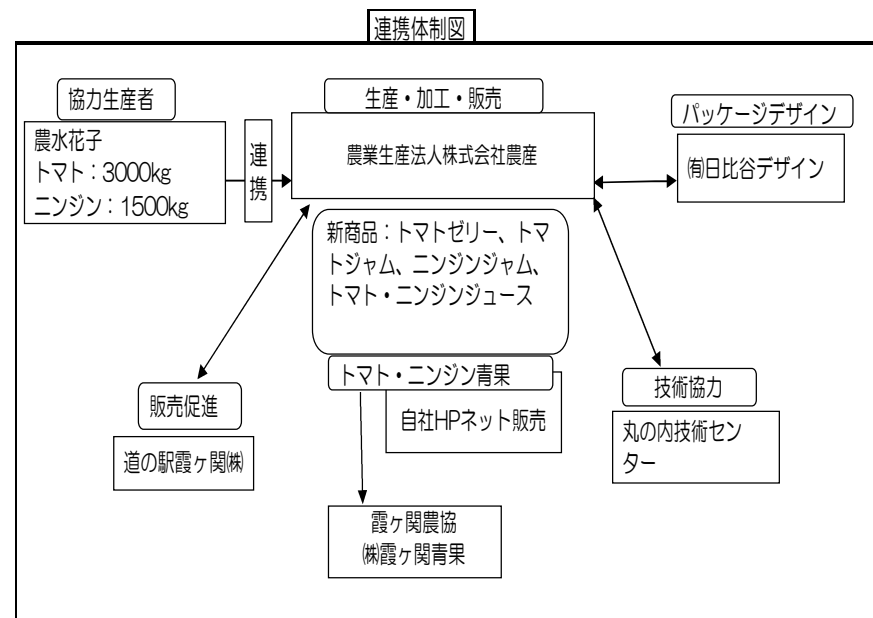 連携体制図
協力生産者
農水花子
トマト：3000kg
ニンジン：1500kg
連
携
生産・加工・販売
農業生産法人株式会社農産
パッケージデザイン
㈲日比谷デザイン
新商品：トマトゼリー、トマ
トジャム、ニンジンジャム、
トマト・ニンジンジュース
トマト・ニンジン青果
自社HPネット販売
販売促進
道の駅霞ヶ関㈱
技術協力
丸の内技術セン
ター
霞ヶ関農協
㈱霞ヶ関青果